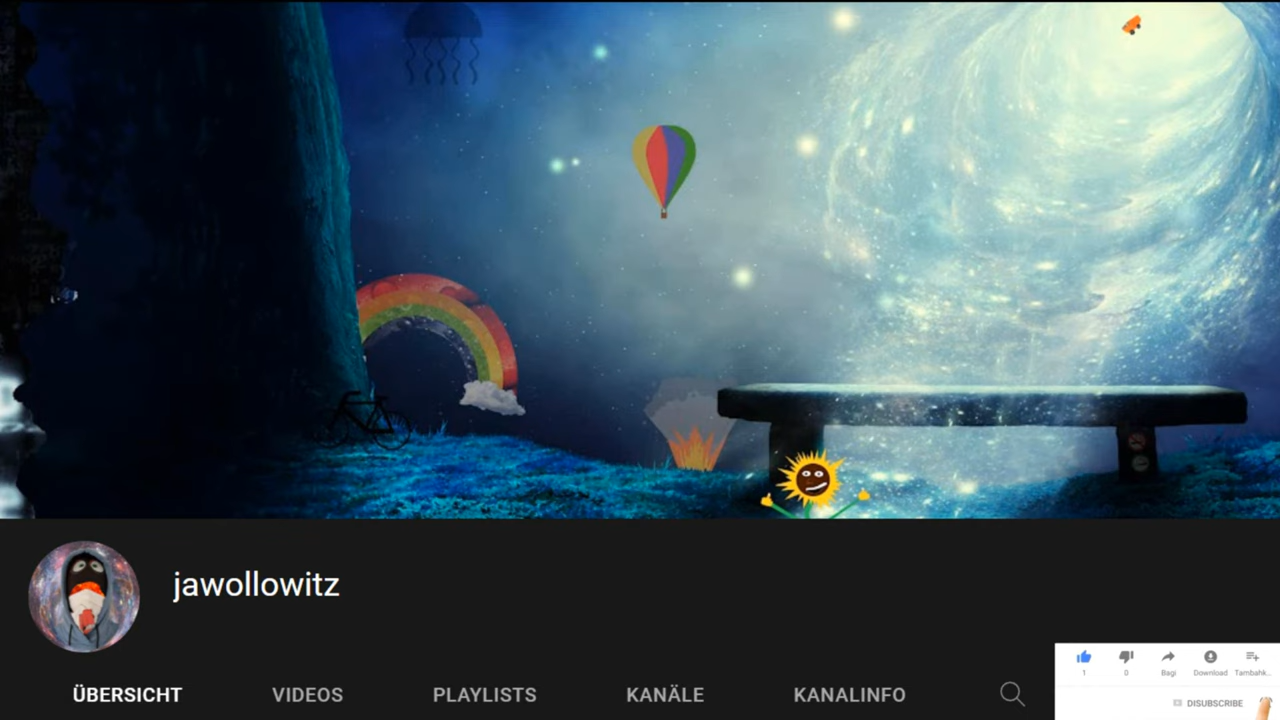 jawollowitz
ÜBERSICHT VIDEOS PLAYLISTS KANÄLE KANALINFO
1 0 Bagi Download Tambahk...
DISUBSCRIBE